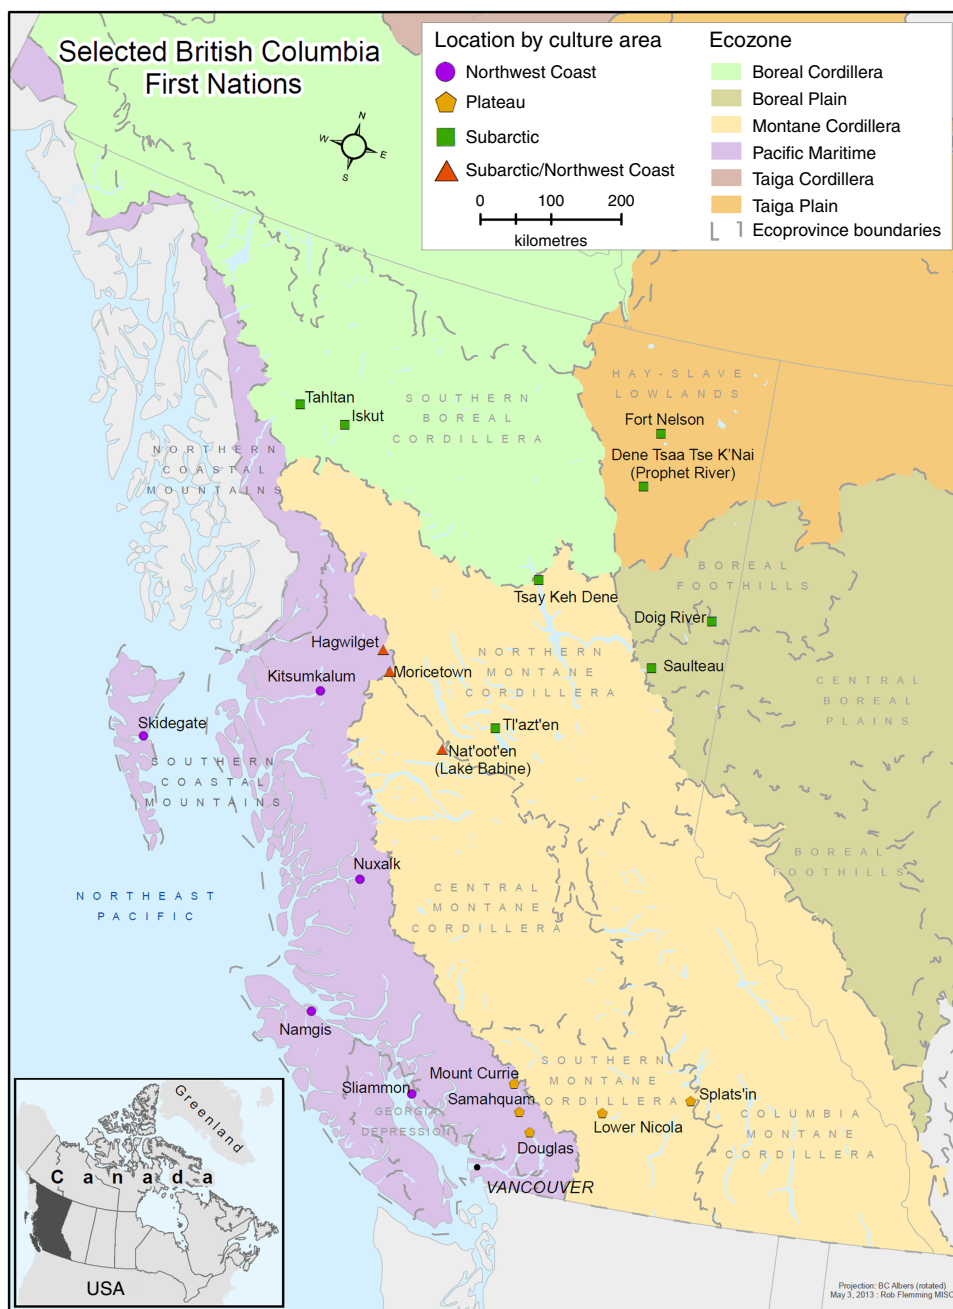 Selected British Columbia
First Nations
Location by culture area
Northwest Coast
Plateau
Subarctic
Subarctic/Northwest Coast
0 100 200
kilometres
Ecozone
Boreal Cordillera
Boreal Plain
Montane Cordillera
Pacific Maritime
Taiga Cordillera
Taiga Plain
Ecoprovince boundaries
N
W
E
S
HAY-SLAVE
LOWLANDS
Tahltan
Iskut
SOUTHERN
BOREAL
CORDILLERA
Fort Nelson
Dene Tsaa Tse K'Nai
(Prophet River)
NORTHERN
COASTAL
MOUNTAINS
BOREAL
FOOTHILLS
Tsay Keh Dene
Doig River
Hagwilget
Moricetown
NORTHERN
MONTANE
CORDILLERA
Saulteau
Kitsumkalum
CENTRAL
BOREAL
PLAINS
Skidegate
Tl'azt'en
Nat'oot'en
(Lake Babine)
SOUTHERN
COASTAL
MOUNTAINS
Nuxalk
BOREAL
FOOTHILLS
NORTHEAST
PACIFIC
CENTRAL
MONTANE
CORDILLERA
Namgis
Mount Currie
SOUTHERN
MONTANE
CORDILLERA
Sliammon
Samahquam
Splats'in
GEORGIA
DEPRESSION
Lower Nicola
COLUMBIA
MONTANE
CORDILLERA
Douglas
VANCOUVER
Greenland
Canada
USA
Projection: BC Albers (rotated)
May 3, 2013 : Rob Flemming MISC